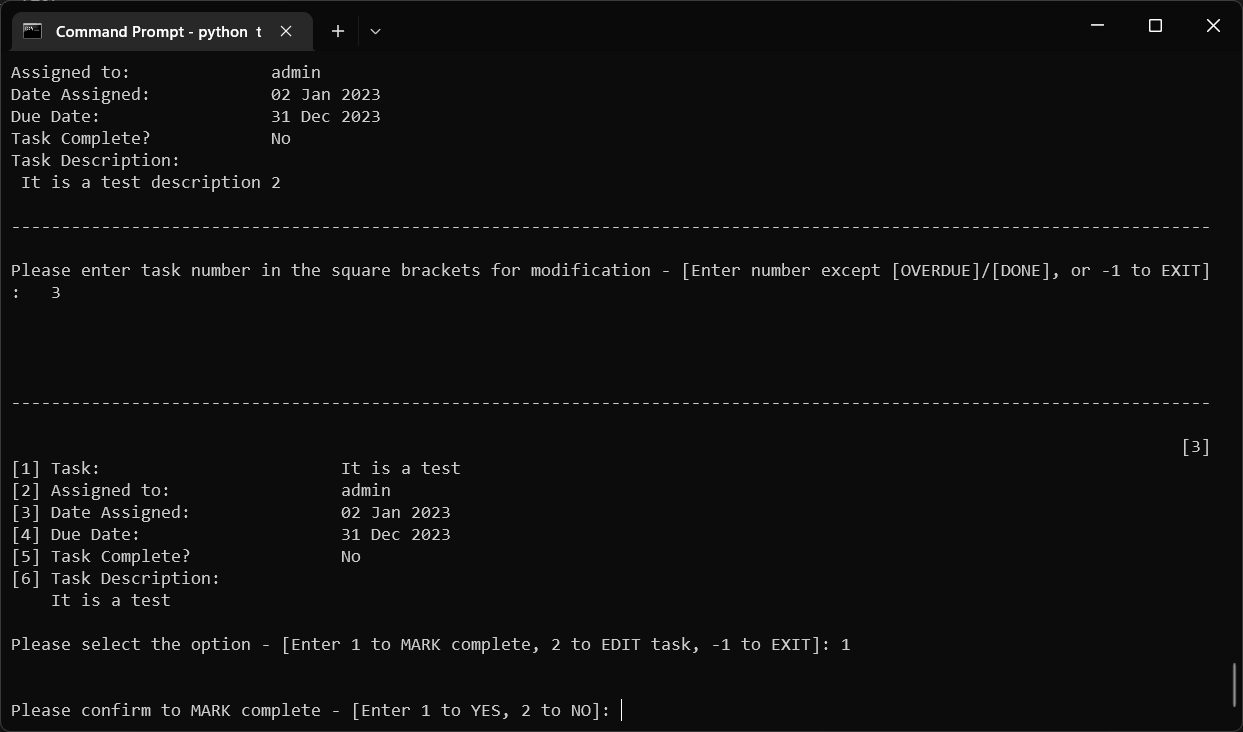 Command Prompt - python t
Assigned to: admin
Date Assigned: 02 Jan 2023
Due Date: 31 Dec 2023
Task Complete? No
Task Description:
It is a test description 2
------------------------------------------------------------------------------------------------------------------------
Please enter task number in the square brackets for modification - [Enter number except [OVERDUE]/[DONE], or -1 to EXIT]
: 3
------------------------------------------------------------------------------------------------------------------------
[3]
[1] Task: It is a test
[2] Assigned to: admin
[3] Date Assigned: 02 Jan 2023
[4] Due Date: 31 Dec 2023
[5] Task Complete? No
[6] Task Description:
It is a test
Please select the option - [Enter 1 to MARK complete, 2 to EDIT task, -1 to EXIT]: 1
Please confirm to MARK complete - [Enter 1 to YES, 2 to NO]: